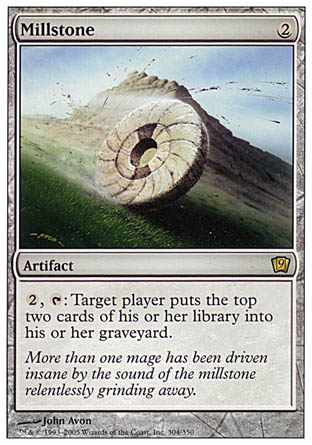 Millstone 2
Artifact 9
2, T: Target player puts the top
two cards of his or her library into
his or her graveyard.
More than one mage has been driven
insane by the sound of the millstone
relentlessly grinding away.
John Avon
™ & © 1993-2005 Wizards of the Coast, Inc. 304/350